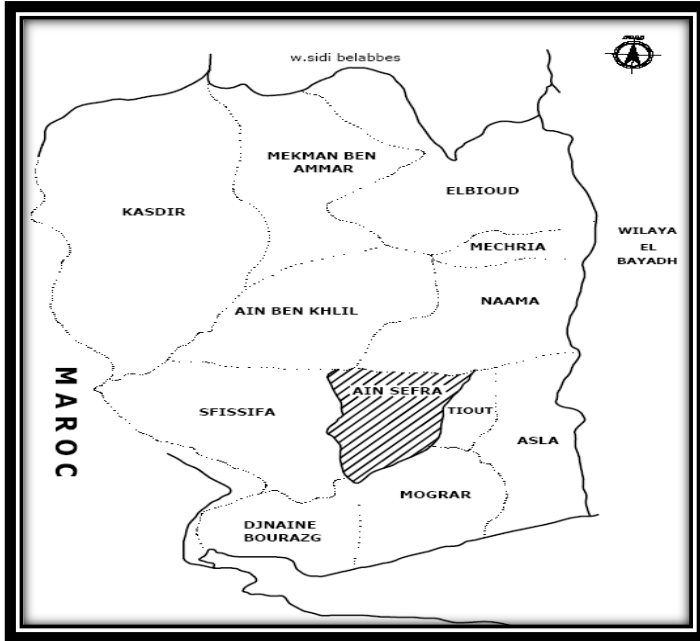 w.sidi belabbes
MEKMAN BEN
AMMAR
ELBIOUD
KASDIR
WILAYA
EL
BAYADH
MECHRIA
NAAMA
AIN BEN KHLIL
MAROC
AIN SEFRA
SFISSIFA
TIOUT
ASLA
MOGRAR
DJNAINE
BOURAZG